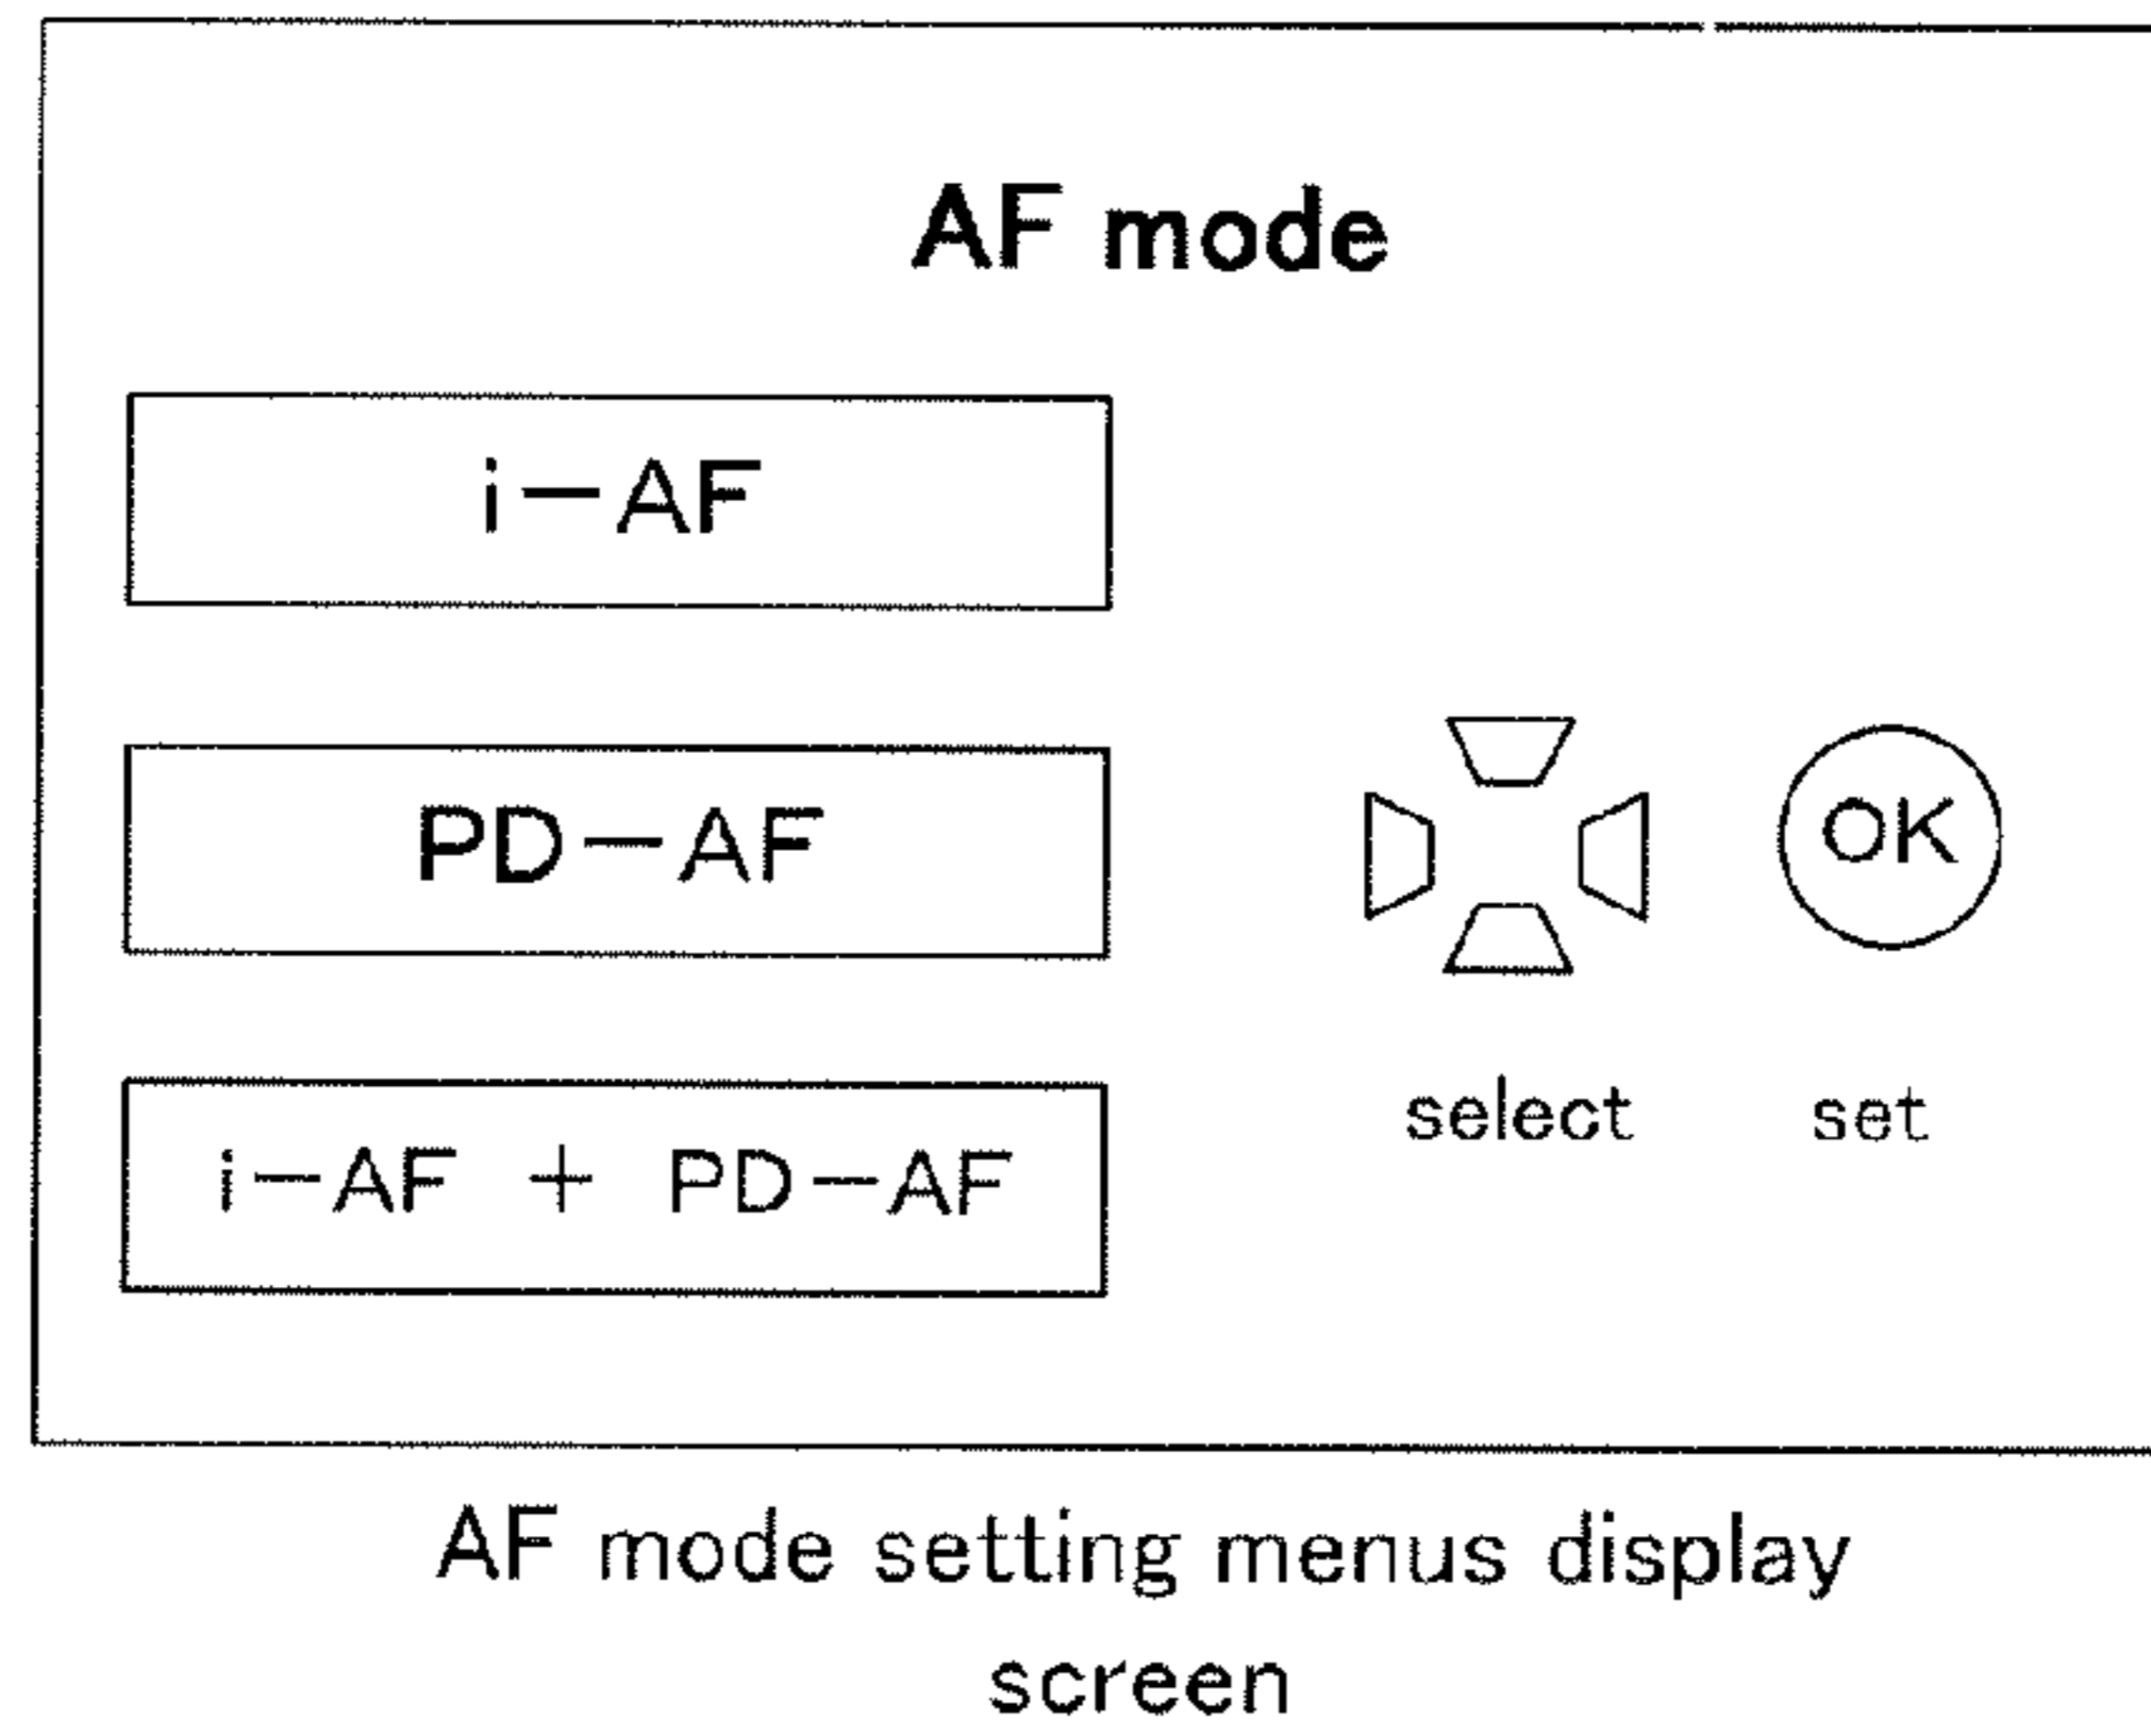 AF mode
i-AF
PD-AF
OK
select set
i-AF + PD-AF
AF mode setting menus display
screen